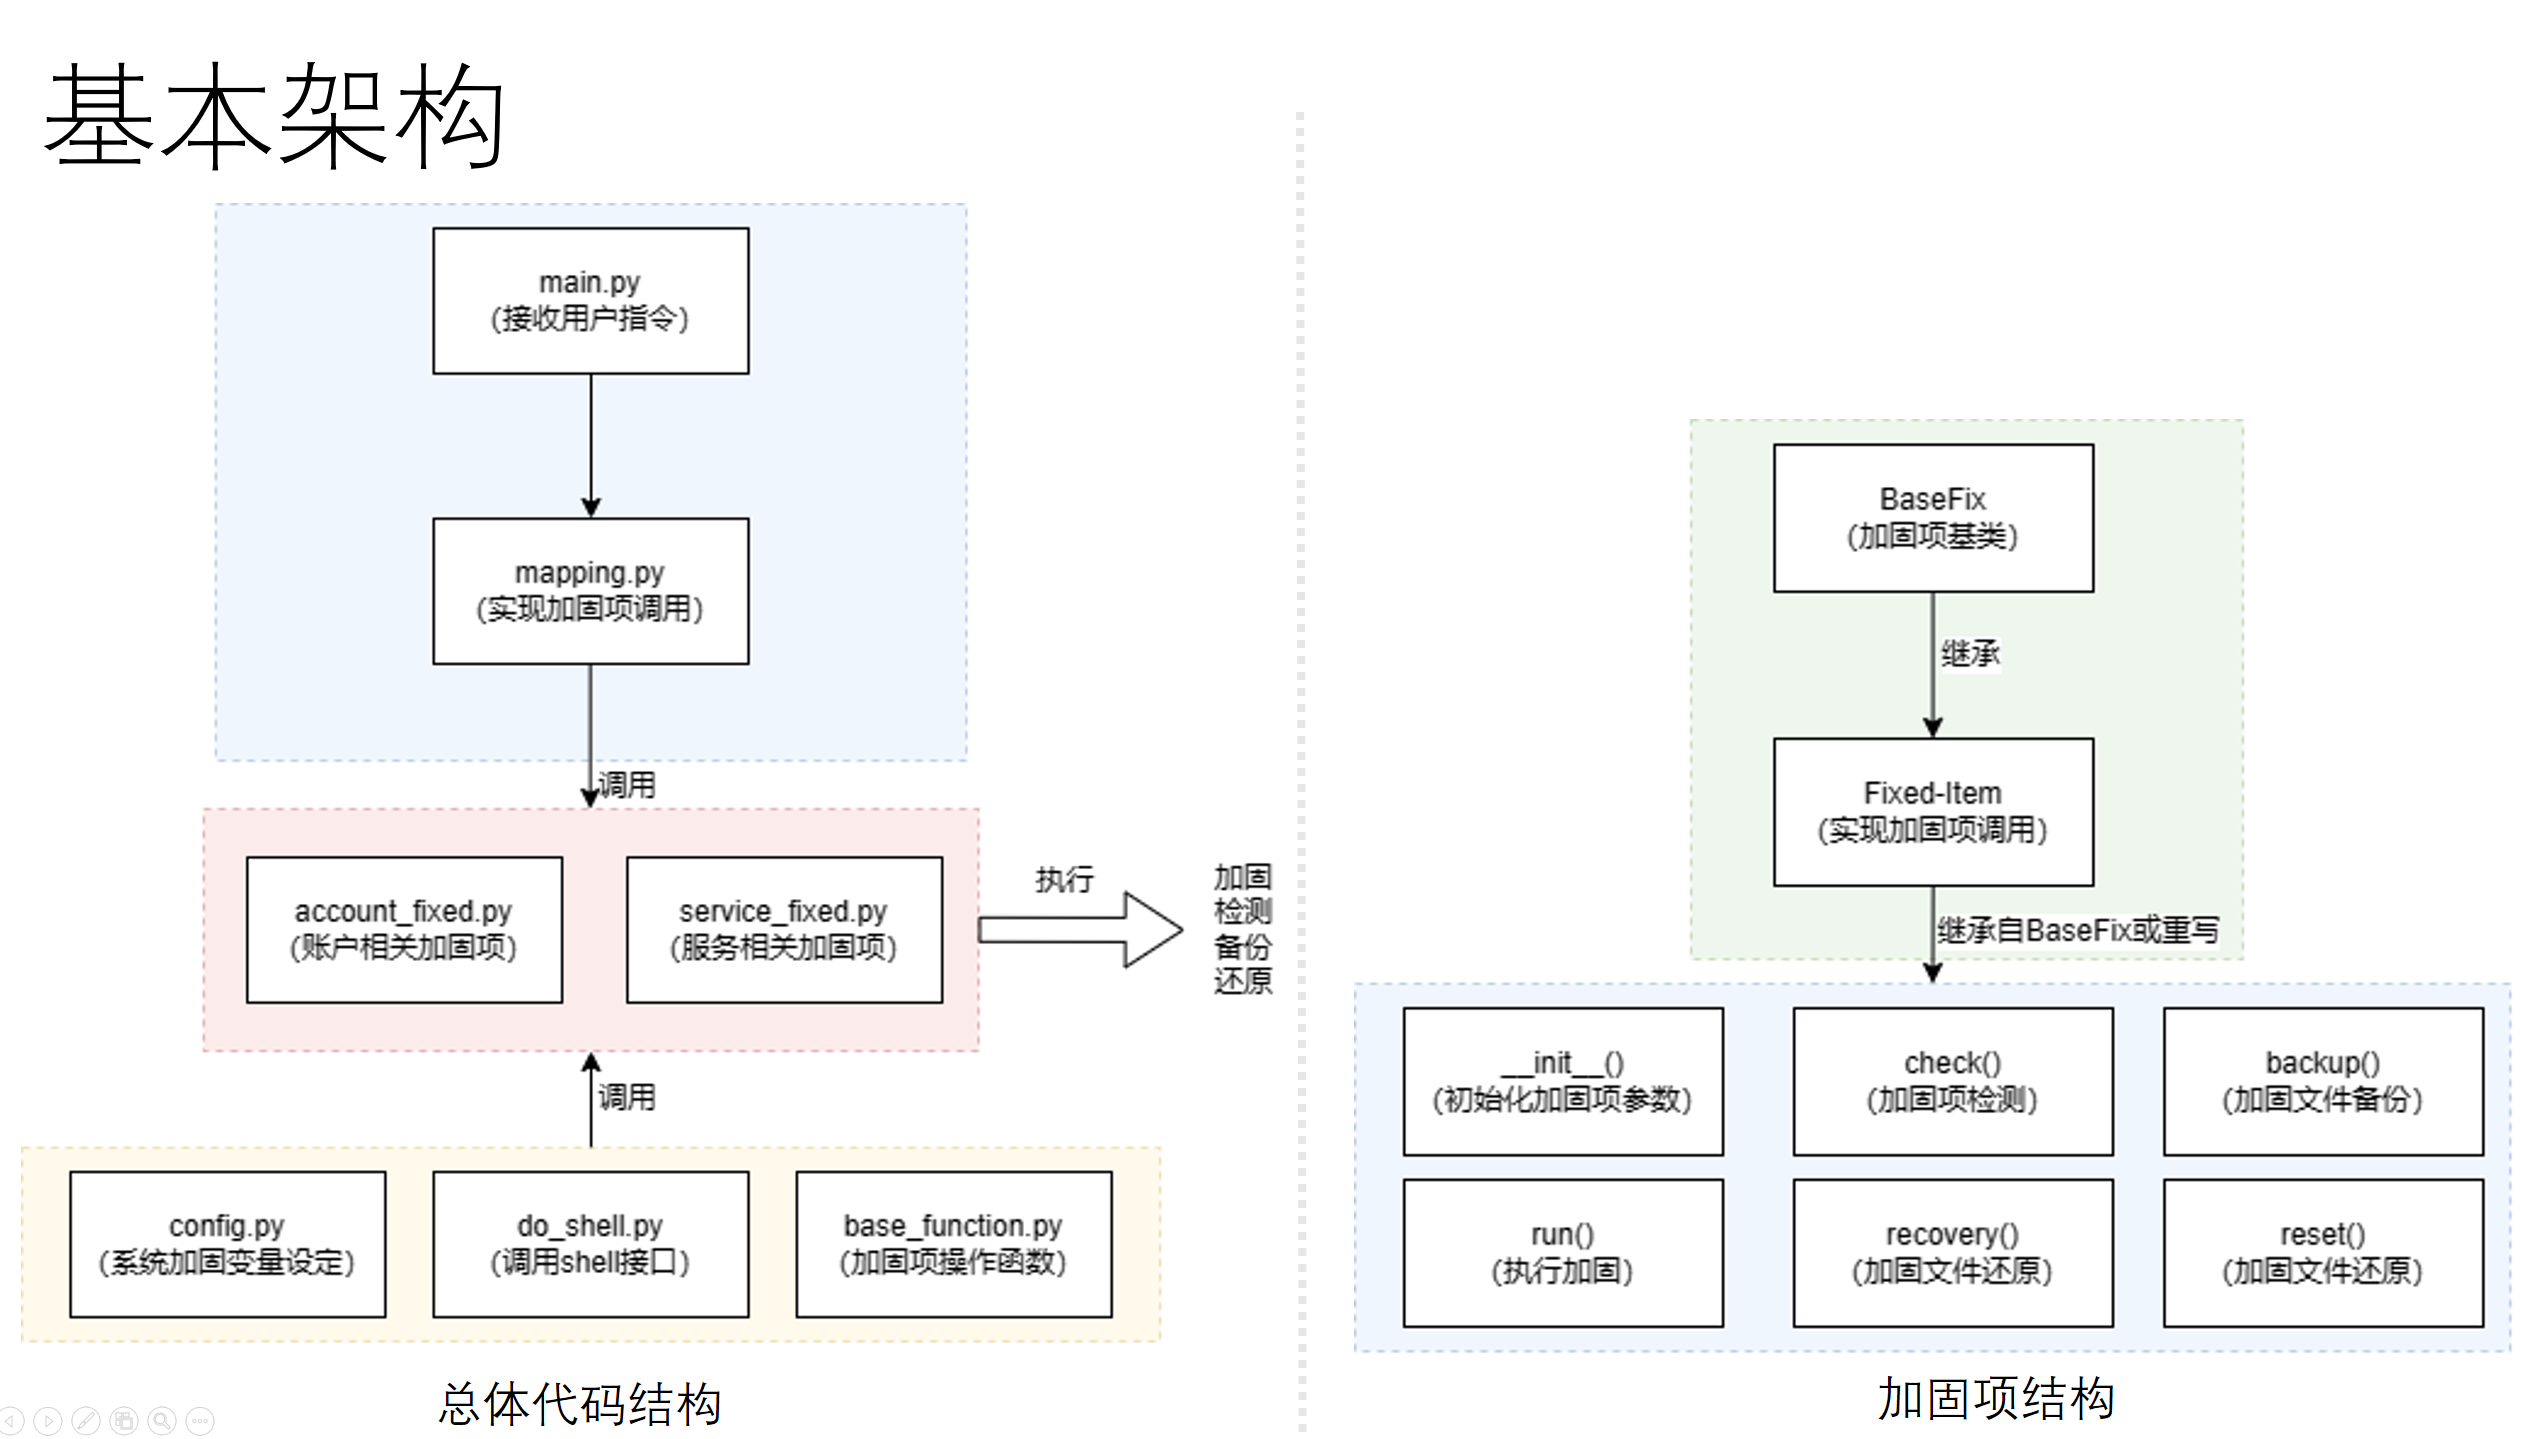 基本架构
main.py
(接收用户指令)
mapping.py
(实现加固项调用)
调用
account_fixed.py
(账户相关加固项)
service_fixed.py
(服务相关加固项)
执行
加固
检测
备份
还原
调用
config.py
(系统加固变量设定)
do_shell.py
(调用shell接口)
base_function.py
(加固项操作函数)
总体代码结构
BaseFix
(加固项基类)
继承
Fixed-Item
(实现加固项调用)
继承自BaseFix或重写
__init__()
(初始化加固项参数)
check()
(加固项检测)
backup()
(加固文件备份)
run()
(执行加固)
recovery()
(加固文件还原)
reset()
(加固文件还原)
加固项结构